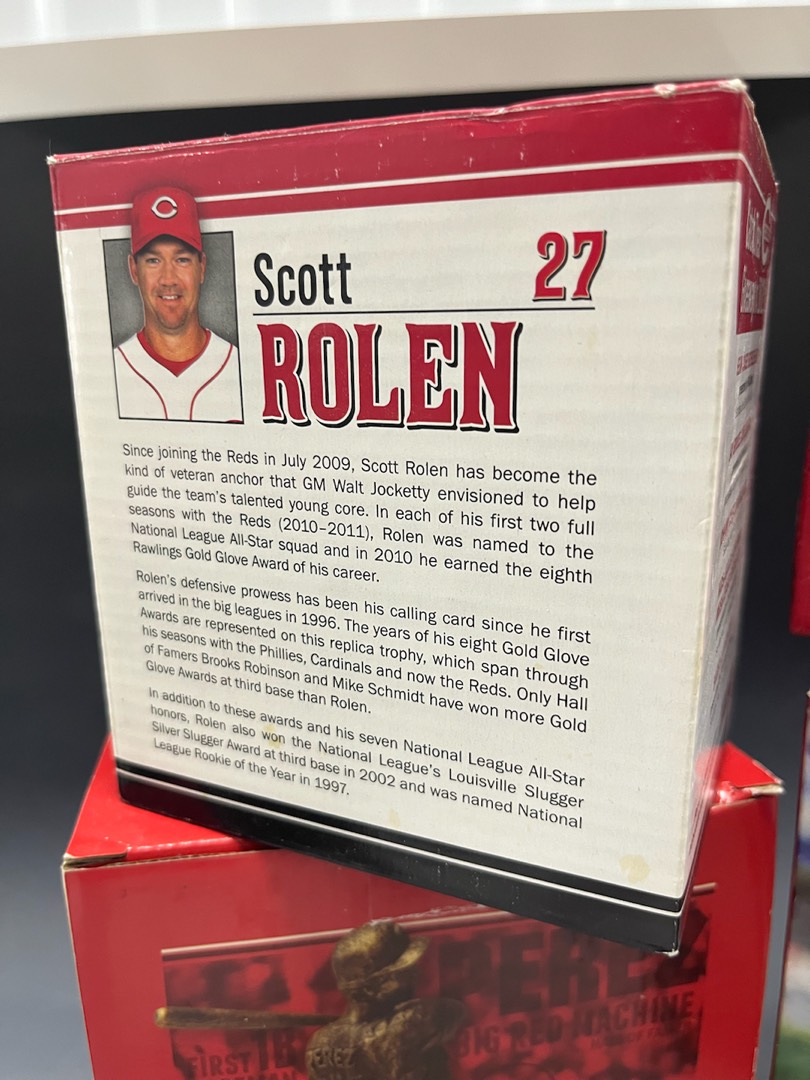 C
Scott
27
ROLEN
Since joining the Reds in July 2009, Scott Rolen has become the
kind of veteran anchor that GM Walt Jocketty envisioned to help
guide the team's talented young core. In each of his first two full
seasons with the Reds (2010–2011), Rolen was named to the
National League All-Star squad and in 2010 he earned the eighth
Rawlings Gold Glove Award of his career.
Rolen's defensive prowess has been his calling card since he first
arrived in the big leagues in 1996. The years of his eight Gold Glove
Awards are represented on this replica trophy, which span through
his seasons with the Phillies, Cardinals and now the Reds. Only Hall
of Famers Brooks Robinson and Mike Schmidt have won more Gold
Glove Awards at third base than Rolen.
In addition to these awards and his seven National League All-Star
honors, Rolen also won the National League's Louisville Slugger
Silver Slugger Award at third base in 2002 and was named National
League Rookie of the Year in 1997.
PEREZ
BIG RED MACHINE
FIRST
PEREZ